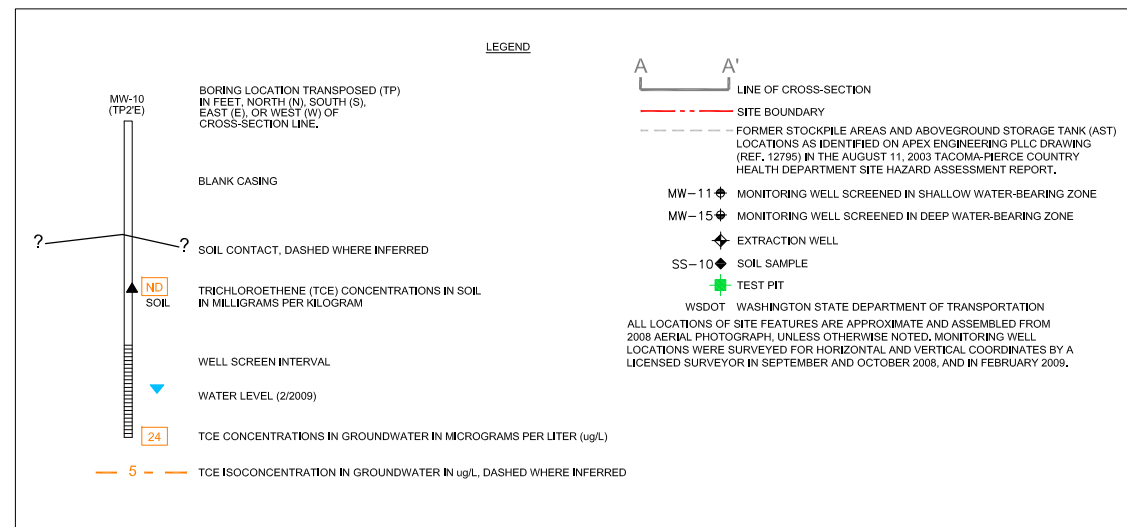 LEGEND
MW-10
(TP2'E)
BORING LOCATION TRANSPOSED (TP)
IN FEET, NORTH (N), SOUTH (S),
EAST (E), OR WEST (W) OF
CROSS-SECTION LINE.
BLANK CASING
? ?
SOIL CONTACT, DASHED WHERE INFERRED
ND
SOIL
TRICHLOROETHENE (TCE) CONCENTRATIONS IN SOIL
IN MILLIGRAMS PER KILOGRAM
WELL SCREEN INTERVAL
WATER LEVEL (2/2009)
24
TCE CONCENTRATIONS IN GROUNDWATER IN MICROGRAMS PER LITER (ug/L)
5
TCE ISOCONCENTRATION IN GROUNDWATER IN ug/L, DASHED WHERE INFERRED
A A'
LINE OF CROSS-SECTION
SITE BOUNDARY
FORMER STOCKPILE AREAS AND ABOVEGROUND STORAGE TANK (AST)
LOCATIONS AS IDENTIFIED ON APEX ENGINEERING PLLC DRAWING
(REF. 12795) IN THE AUGUST 11, 2003 TACOMA-PIERCE COUNTRY
HEALTH DEPARTMENT SITE HAZARD ASSESSMENT REPORT.
MW-11 MONITORING WELL SCREENED IN SHALLOW WATER-BEARING ZONE
MW-15 MONITORING WELL SCREENED IN DEEP WATER-BEARING ZONE
EXTRACTION WELL
SS-10 SOIL SAMPLE
TEST PIT
WSDOT WASHINGTON STATE DEPARTMENT OF TRANSPORTATION
ALL LOCATIONS OF SITE FEATURES ARE APPROXIMATE AND ASSEMBLED FROM
2008 AERIAL PHOTOGRAPH, UNLESS OTHERWISE NOTED. MONITORING WELL
LOCATIONS WERE SURVEYED FOR HORIZONTAL AND VERTICAL COORDINATES BY A
LICENSED SURVEYOR IN SEPTEMBER AND OCTOBER 2008, AND IN FEBRUARY 2009.